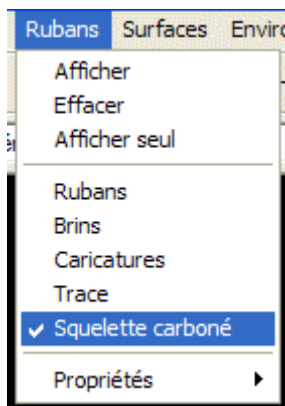 Rubans Surfaces
Afficher
Effacer
Afficher seul
Rubans
Brins
Caricatures
Trace
Squelette carboné
Propriétés